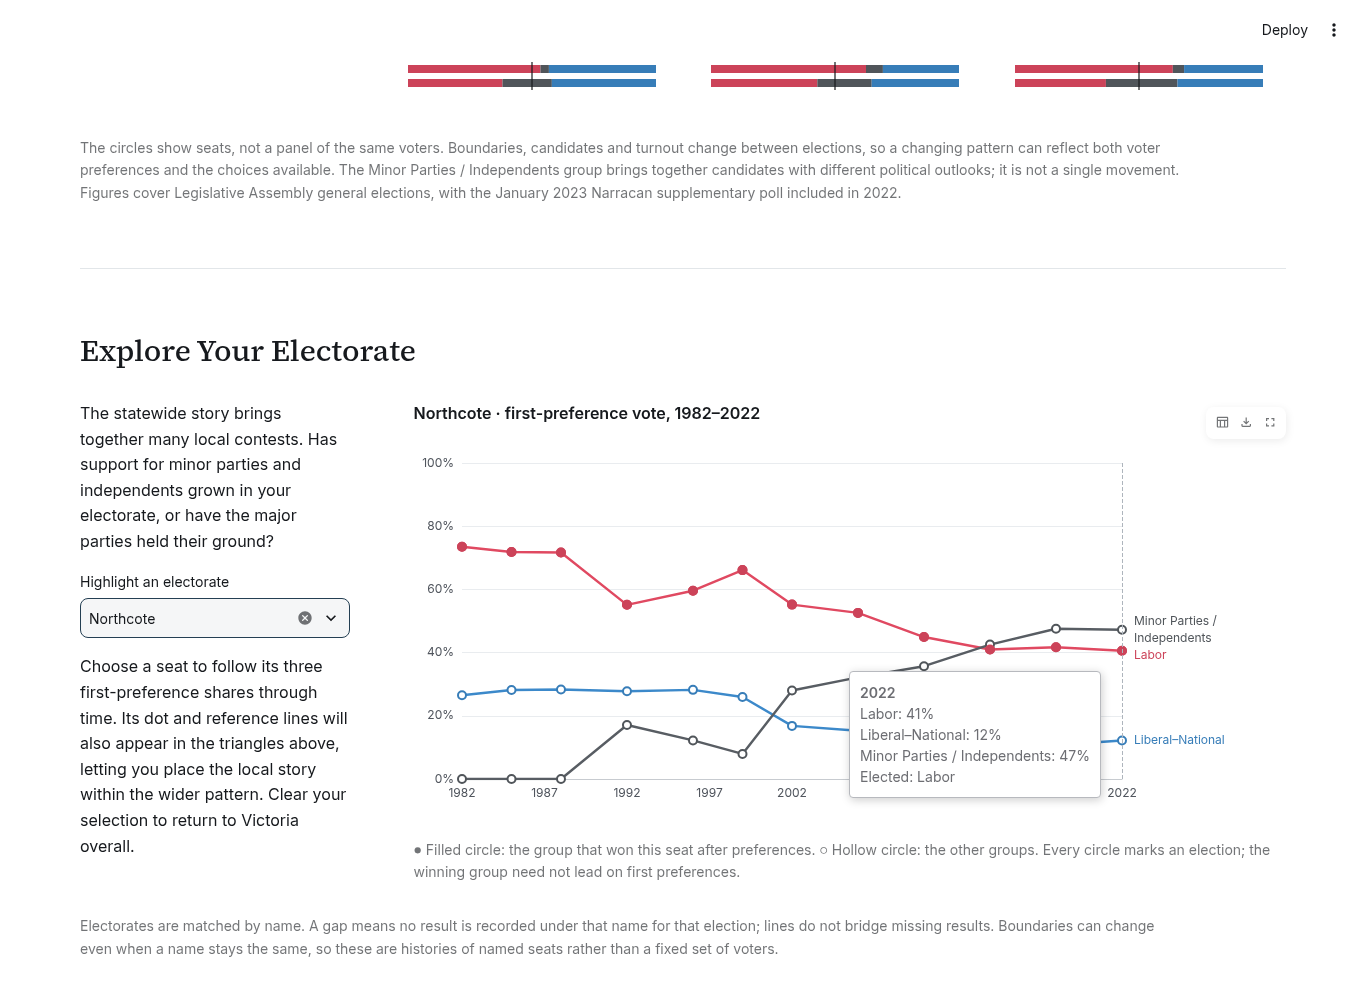 Deploy
The circles show seats, not a panel of the same voters. Boundaries, candidates and turnout change between elections, so a changing pattern can reflect both voter
preferences and the choices available. The Minor Parties / Independents group brings together candidates with different political outlooks; it is not a single movement.
Figures cover Legislative Assembly general elections, with the January 2023 Narracan supplementary poll included in 2022.
Explore Your Electorate
The statewide story brings
together many local contests. Has
support for minor parties and
independents grown in your
electorate, or have the major
parties held their ground?
Highlight an electorate
Northcote
Choose a seat to follow its three
first-preference shares through
time. Its dot and reference lines will
also appear in the triangles above,
letting you place the local story
within the wider pattern. Clear your
selection to return to Victoria
overall.
Northcote · first-preference vote, 1982–2022
100%
80%
60%
40%
20%
0%
1982
1987
1992
1997
2002
2022
Minor Parties /
Independents
Labor
Liberal–National
2022
Labor: 41%
Liberal–National: 12%
Minor Parties / Independents: 47%
Elected: Labor
● Filled circle: the group that won this seat after preferences. ○ Hollow circle: the other groups. Every circle marks an election; the
winning group need not lead on first preferences.
Electorates are matched by name. A gap means no result is recorded under that name for that election; lines do not bridge missing results. Boundaries can change
even when a name stays the same, so these are histories of named seats rather than a fixed set of voters.